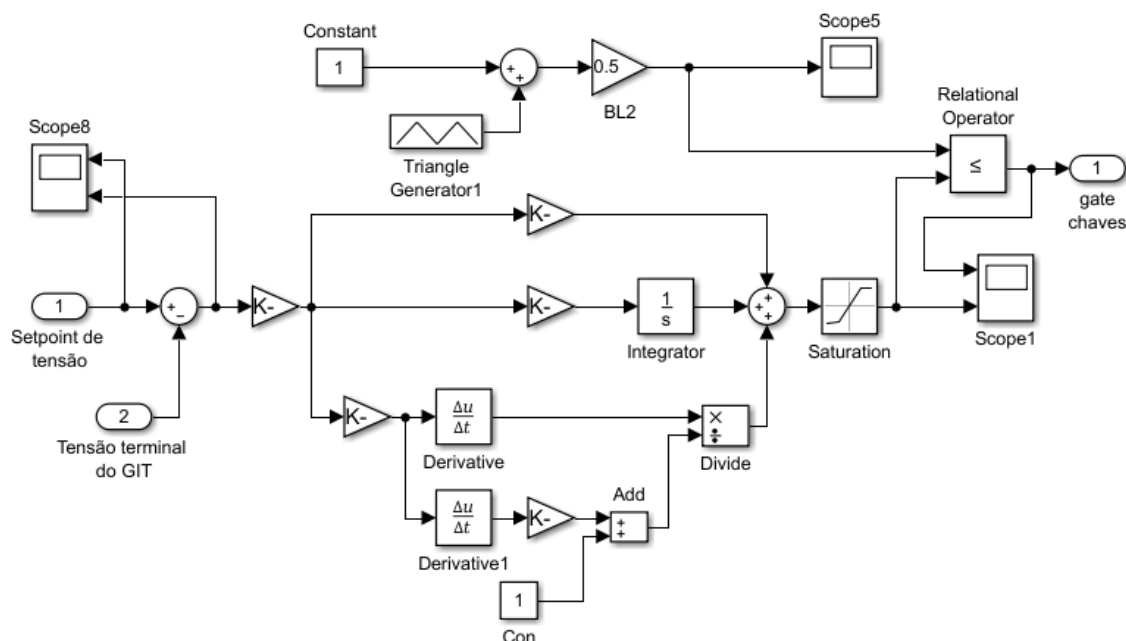 Constant
1
+
+
0.5
BL2
Scope5
Triangle
Generator1
Relational
Operator
≤
1
gate
chaves
Scope8
1
Setpoint de
tensão
+
−
2
Tensão terminal
do GIT
K-
K-
K-
1
s
Integrator
+
+
+
Saturation
Scope1
K-
Δu
Δt
Derivative
×
÷
Divide
Δu
Δt
Derivative1
K-
Add
+
+
1
Con